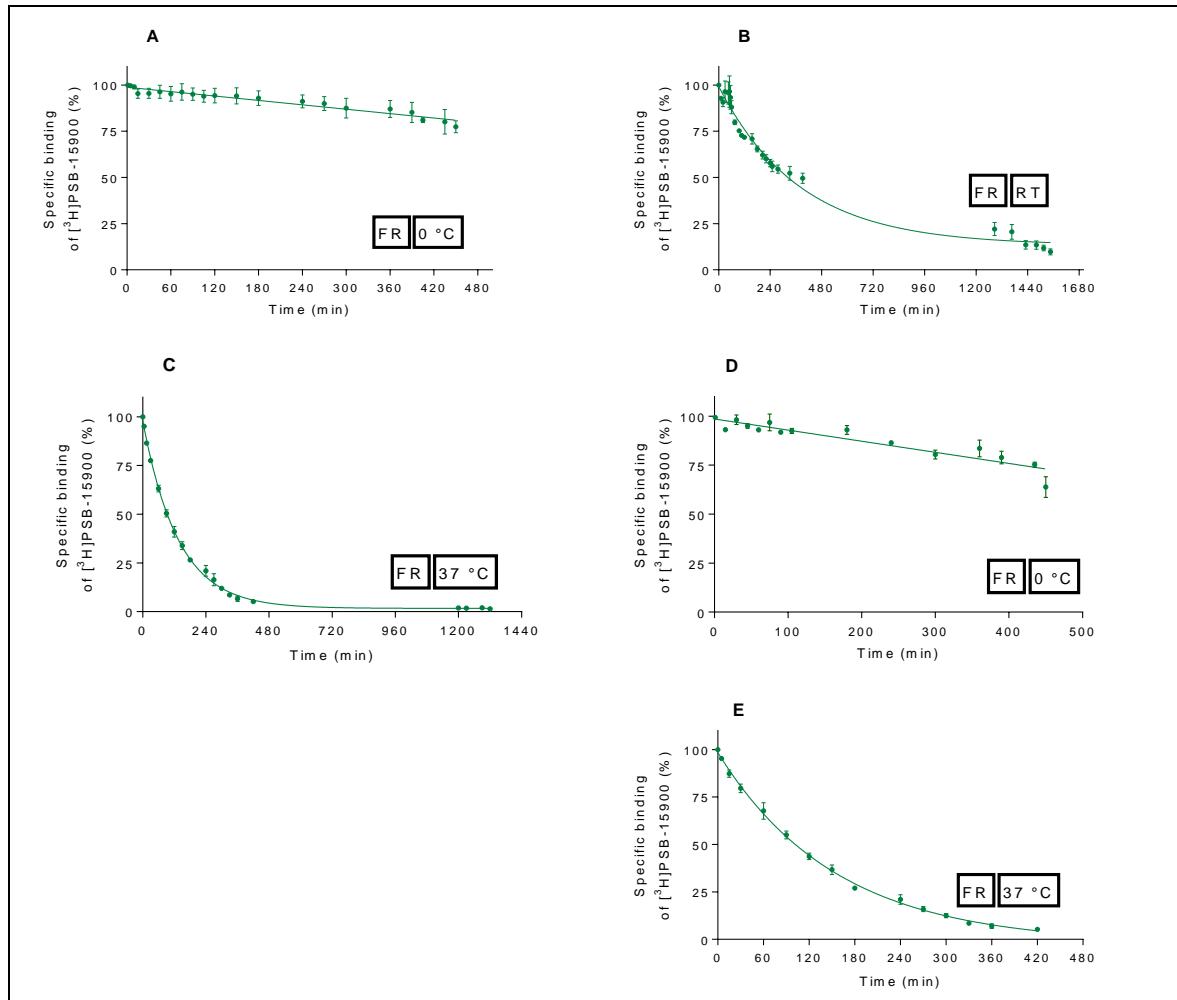 A
Specific binding
of [³H]PSB-15900 (%)
100
75
50
25
0
0 60 120 180 240 300 360 420 480
Time (min)
FR 0 °C
B
Specific binding
of [³H]PSB-15900 (%)
100
75
50
25
0
0 240 480 720 960 1200 1440 1680
Time (min)
FR RT
C
Specific binding
of [³H]PSB-15900 (%)
100
75
50
25
0
0 240 480 720 960 1200 1440
Time (min)
FR 37 °C
D
Specific binding
of [³H]PSB-15900 (%)
100
75
50
25
0
0 100 200 300 400 500
Time (min)
FR 0 °C
E
Specific binding
of [³H]PSB-15900 (%)
100
75
50
25
0
0 60 120 180 240 300 360 420 480
Time (min)
FR 37 °C